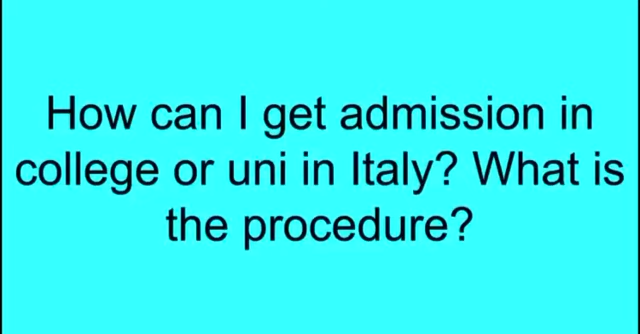 How can I get admission in
college or uni in Italy? What is
the procedure?